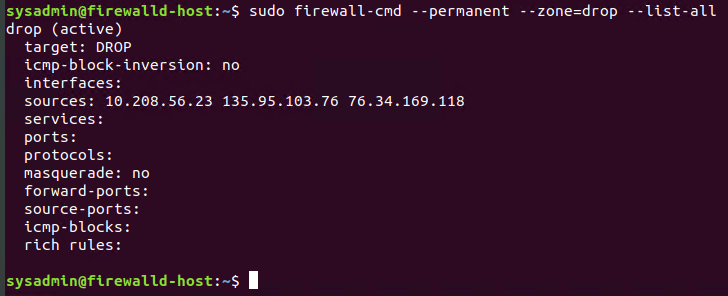 sysadmin@firewalld-host:~$ sudo firewall-cmd --permanent --zone=drop --list-all
drop (active)
  target: DROP
  icmp-block-inversion: no
  interfaces:
  sources: 10.208.56.23 135.95.103.76 76.34.169.118
  services:
  ports:
  protocols:
  masquerade: no
  forward-ports:
  source-ports:
  icmp-blocks:
  rich rules:
sysadmin@firewalld-host:~$